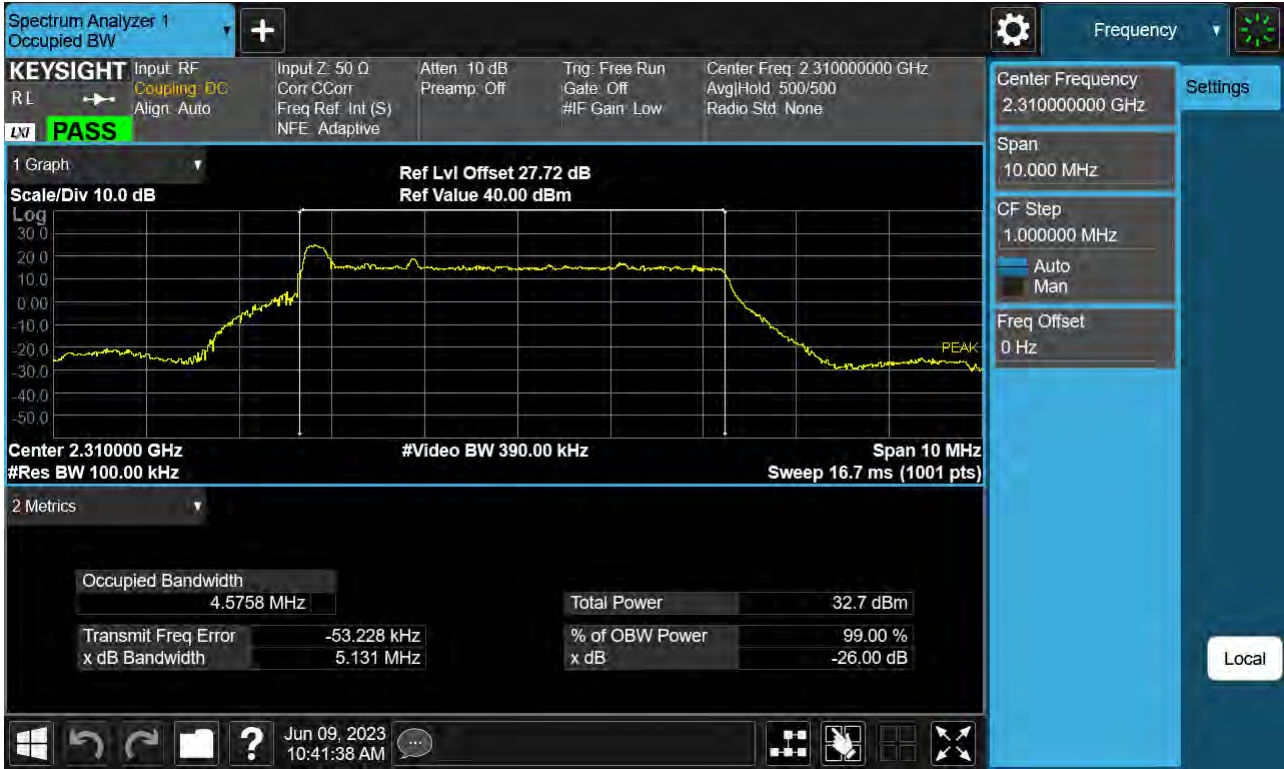 Spectrum Analyzer 1
Occupied BW
Frequency
KEYSIGHT
R L
LXI
PASS
Input: RF
Coupling: DC
Align: Auto
Input Z: 50 Ω
Corr CCorr
Freq Ref: Int (S)
NFE: Adaptive
Atten: 10 dB
Preamp: Off
Trig: Free Run
Gate: Off
#IF Gain: Low
Center Freq: 2.310000000 GHz
Avg|Hold: 500/500
Radio Std: None
1 Graph
Scale/Div 10.0 dB
Ref Lvl Offset 27.72 dB
Ref Value 40.00 dBm
Log
30.0
20.0
10.0
0.00
-10.0
-20.0
-30.0
-40.0
-50.0
PEAK
Center 2.310000 GHz
#Video BW 390.00 kHz
Span 10 MHz
#Res BW 100.00 kHz
Sweep 16.7 ms (1001 pts)
2 Metrics
Occupied Bandwidth
4.5758 MHz
Transmit Freq Error -53.228 kHz
x dB Bandwidth 5.131 MHz
Total Power 32.7 dBm
% of OBW Power 99.00 %
x dB -26.00 dB
Center Frequency
2.310000000 GHz
Span
10.000 MHz
CF Step
1.000000 MHz
Auto
Man
Freq Offset
0 Hz
Settings
Local
?
Jun 09, 2023
10:41:38 AM